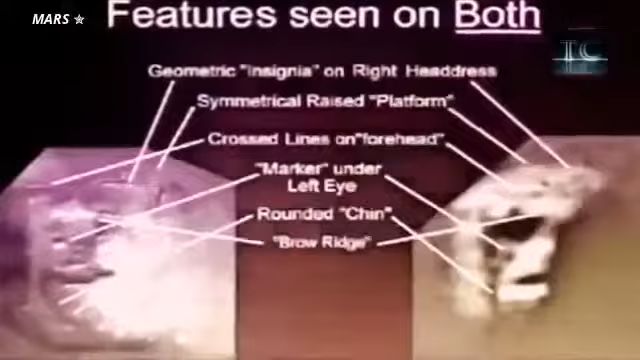 MARS ★
Features seen on Both
TC
Geometric "Insignia" on Right Headdress
Symmetrical Raised "Platform"
Crossed Lines on"forehead"
"Marker" under
Left Eye
Rounded "Chin"
"Brow Ridge"